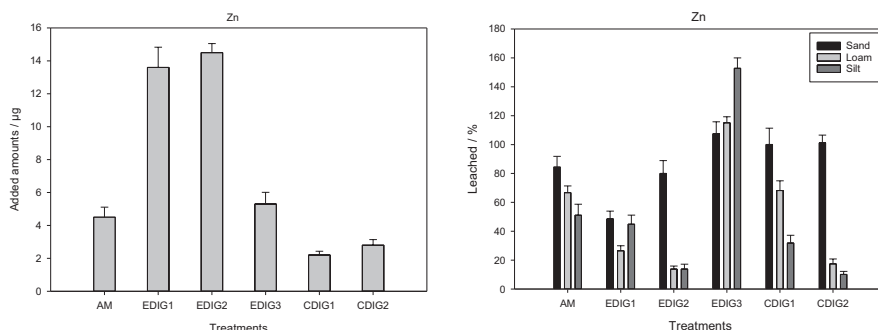 Zn
Added amounts / µg
16
14
12
10
8
6
4
2
0
AM EDIG1 EDIG2 EDIG3 CDIG1 CDIG2
Treatments
Zn
Leached / %
180
160
140
120
100
80
60
40
20
0
Sand
Loam
Silt
AM EDIG1 EDIG2 EDIG3 CDIG1 CDIG2
Treatments